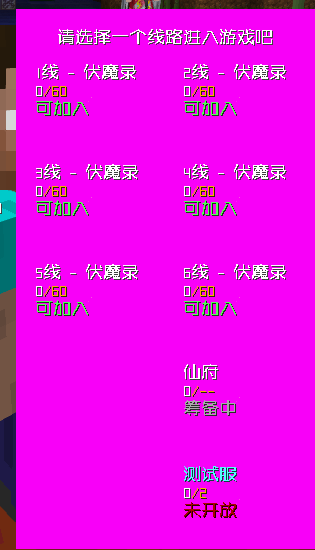 请选择一个线路进入游戏吧
1线 - 伏魔录
0/60
可加入
2线 - 伏魔录
0/60
可加入
3线 - 伏魔录
0/60
可加入
4线 - 伏魔录
0/60
可加入
5线 - 伏魔录
0/60
可加入
6线 - 伏魔录
0/60
可加入
仙府
0/--
筹备中
测试服
0/2
未开放